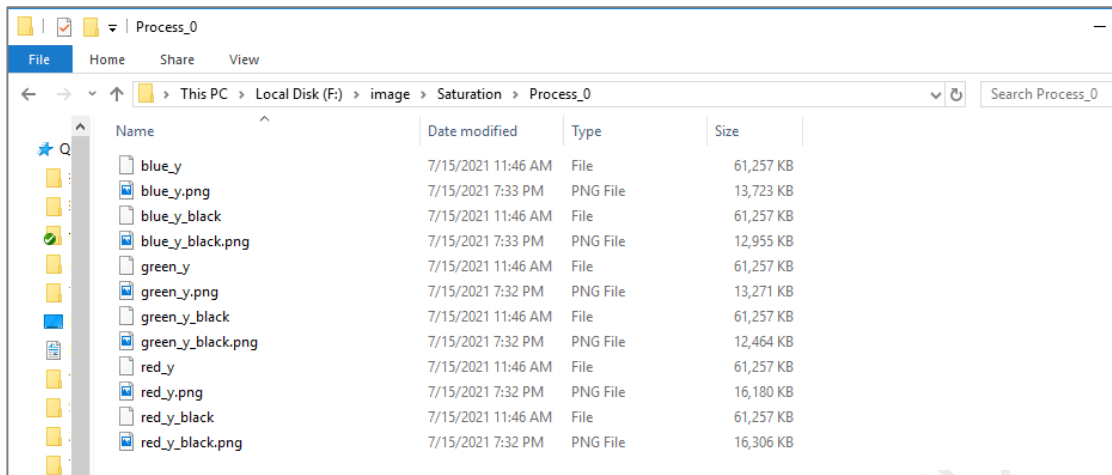 Process_0
File Home Share View
This PC > Local Disk (F:) > image > Saturation > Process_0 Search Process_0
Name Date modified Type Size
Q
blue_y 7/15/2021 11:46 AM File 61,257 KB
blue_y.png 7/15/2021 7:33 PM PNG File 13,723 KB
blue_y_black 7/15/2021 11:46 AM File 61,257 KB
blue_y_black.png 7/15/2021 7:33 PM PNG File 12,955 KB
green_y 7/15/2021 11:46 AM File 61,257 KB
green_y.png 7/15/2021 7:32 PM PNG File 13,271 KB
green_y_black 7/15/2021 11:46 AM File 61,257 KB
green_y_black.png 7/15/2021 7:32 PM PNG File 12,464 KB
red_y 7/15/2021 11:46 AM File 61,257 KB
red_y.png 7/15/2021 7:32 PM PNG File 16,180 KB
red_y_black 7/15/2021 11:46 AM File 61,257 KB
red_y_black.png 7/15/2021 7:32 PM PNG File 16,306 KB